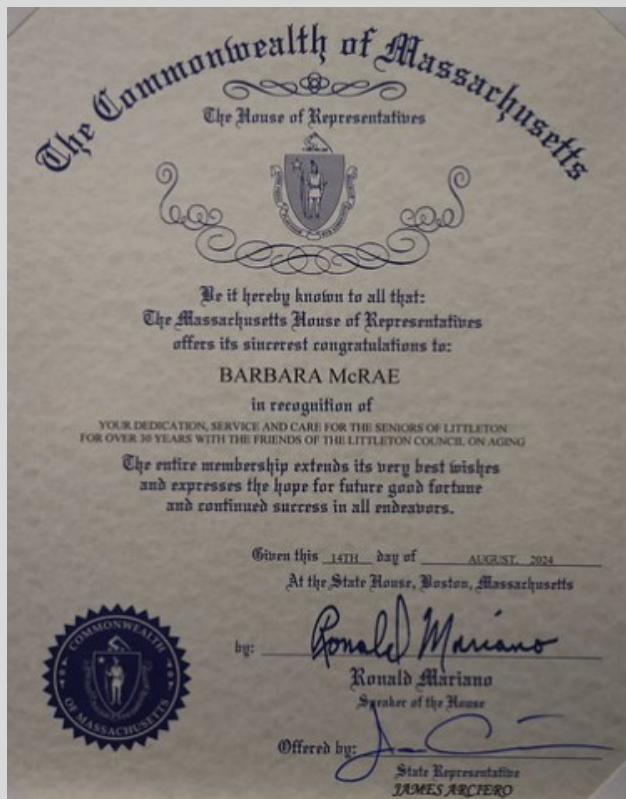 The Commonwealth of Massachusetts
The House of Representatives
Be it hereby known to all that:
The Massachusetts House of Representatives
offers its sincerest congratulations to:
BARBARA McRAE
in recognition of
YOUR DEDICATION, SERVICE AND CARE FOR THE SENIORS OF LITTLETON
FOR OVER 30 YEARS WITH THE FRIENDS OF THE LITTLETON COUNCIL ON AGING
The entire membership extends its very best wishes
and expresses the hope for future good fortune
and continued success in all endeavors.
Given this 14TH day of AUGUST, 2024
At the State House, Boston, Massachusetts
by: Ronald Mariano
Ronald Mariano
Speaker of the House
COMMONWEALTH
OF MASSACHUSETTS
Offered by:
State Representative
JAMES ARCIERO